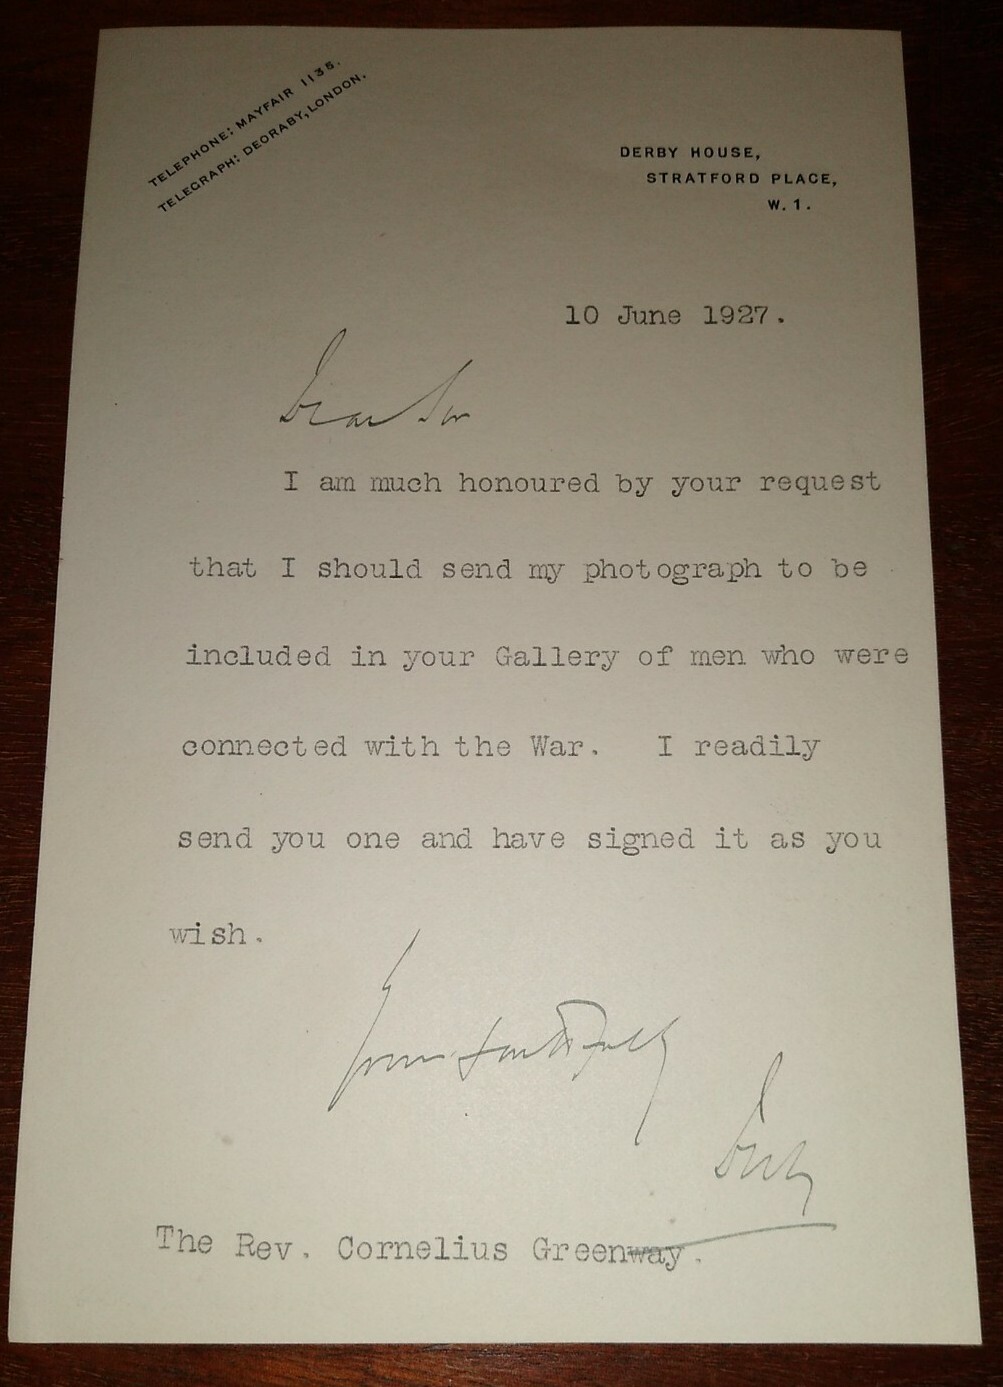 TELEPHONE: MAYFAIR 1135.
TELEGRAPH: DEORABY, LONDON.
DERBY HOUSE,
STRATFORD PLACE,
W. 1.
10 June 1927.
Dear Sir
I am much honoured by your request
that I should send my photograph to be
included in your Gallery of men who were
connected with the War. I readily
send you one and have signed it as you
wish.
Yours faithfully
Derby
The Rev. Cornelius Greenway.